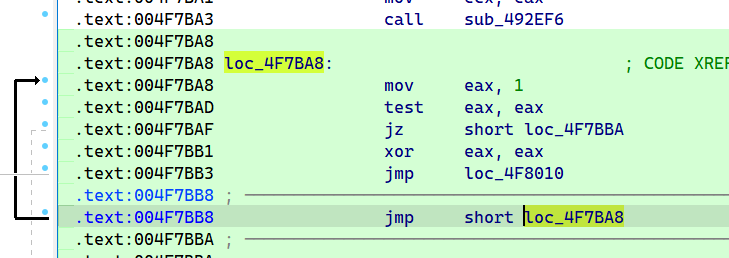 .text:004F7BA3 call sub_492EF6
.text:004F7BA8
.text:004F7BA8 loc_4F7BA8: ; CODE XREF
.text:004F7BA8 mov eax, 1
.text:004F7BAD test eax, eax
.text:004F7BAF jz short loc_4F7BBA
.text:004F7BB1 xor eax, eax
.text:004F7BB3 jmp loc_4F8010
.text:004F7BB8 ;
.text:004F7BB8 jmp short loc_4F7BA8
.text:004F7BBA ;